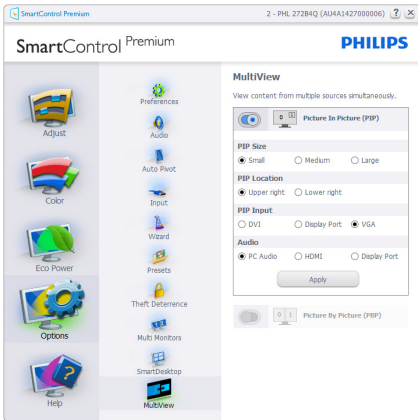 SmartControl Premium
2 - PHL 272B4Q (AU4A1427000006)
? X
SmartControl Premium
PHILIPS
Adjust
Color
Eco Power
Options
Help
Preferences
Audio
Auto Pivot
Input
Wizard
Presets
Theft Deterrence
Multi Monitors
SmartDesktop
MultiView
MultiView
View content from multiple sources simultaneously.
Picture In Picture (PIP)
PIP Size
Small Medium Large
PIP Location
Upper right Lower right
PIP Input
DVI Display Port VGA
Audio
PC Audio HDMI Display Port
Apply
0 1 Picture By Picture (PBP)